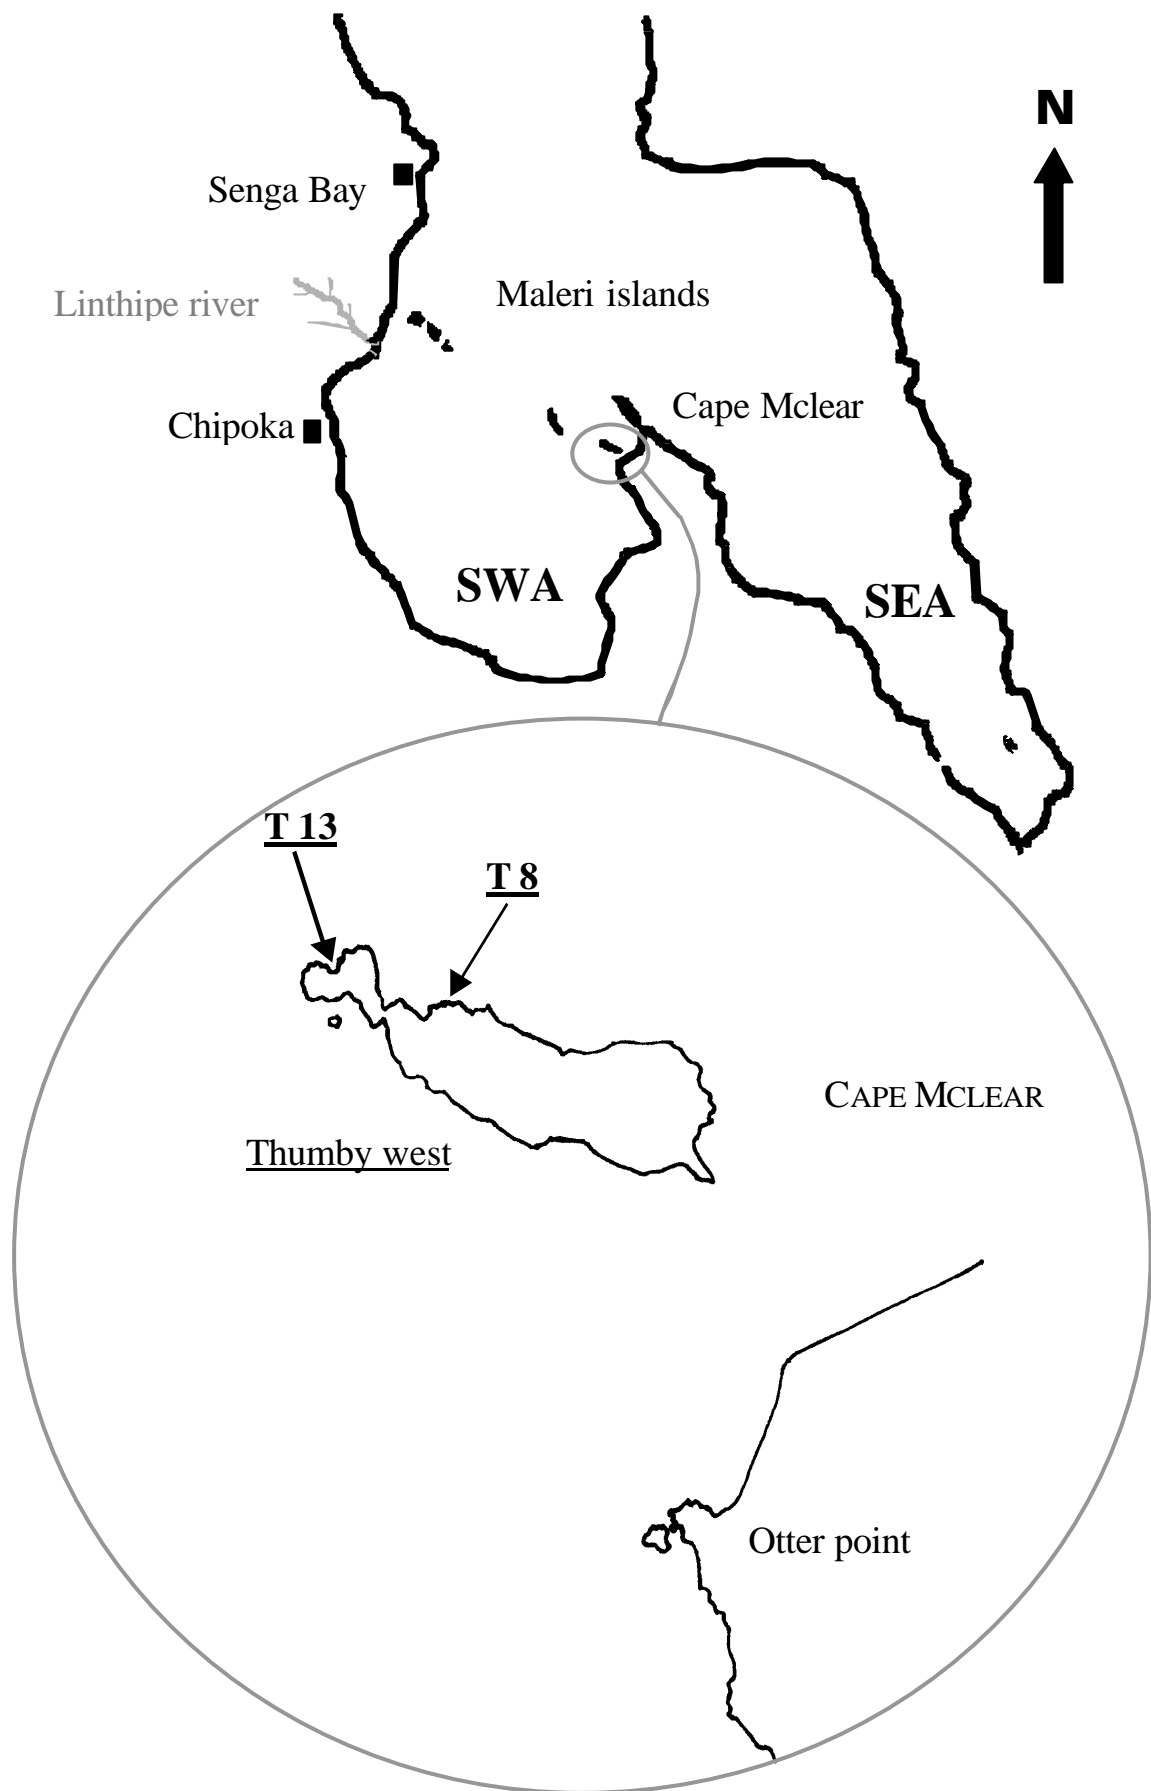 N
Senga Bay
Linthipe river
Maleri islands
Chipoka
Cape Mclear
SWA
SEA
T 13
T 8
CAPE MCLEAR
Thumby west
Otter point